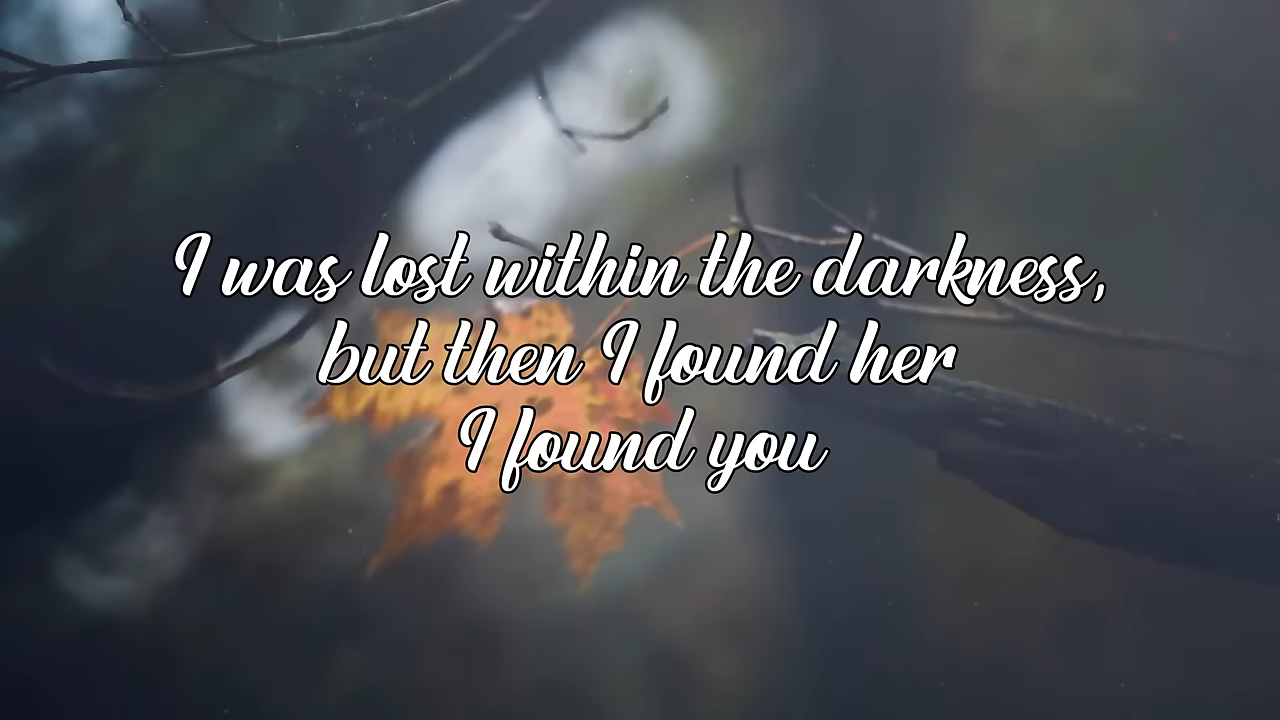 I was lost within the darkness,
but then I found her
I found you